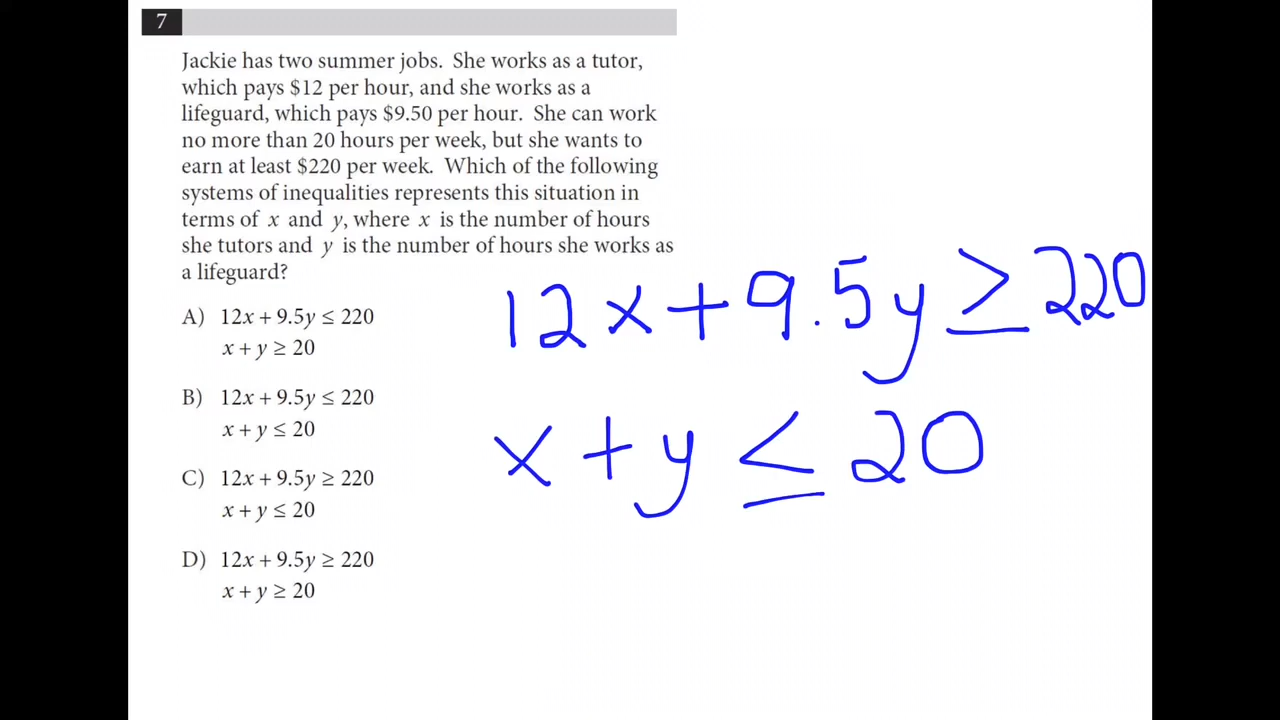 7
Jackie has two summer jobs. She works as a tutor,
which pays $12 per hour, and she works as a
lifeguard, which pays $9.50 per hour. She can work
no more than 20 hours per week, but she wants to
earn at least $220 per week. Which of the following
systems of inequalities represents this situation in
terms of x and y, where x is the number of hours
she tutors and y is the number of hours she works as
a lifeguard?
A) 12x + 9.5y ≤ 220
x + y ≥ 20
B) 12x + 9.5y ≤ 220
x + y ≤ 20
C) 12x + 9.5y ≥ 220
x + y ≤ 20
D) 12x + 9.5y ≥ 220
x + y ≥ 20
12x + 9.5y ≥ 220
x + y ≤ 20